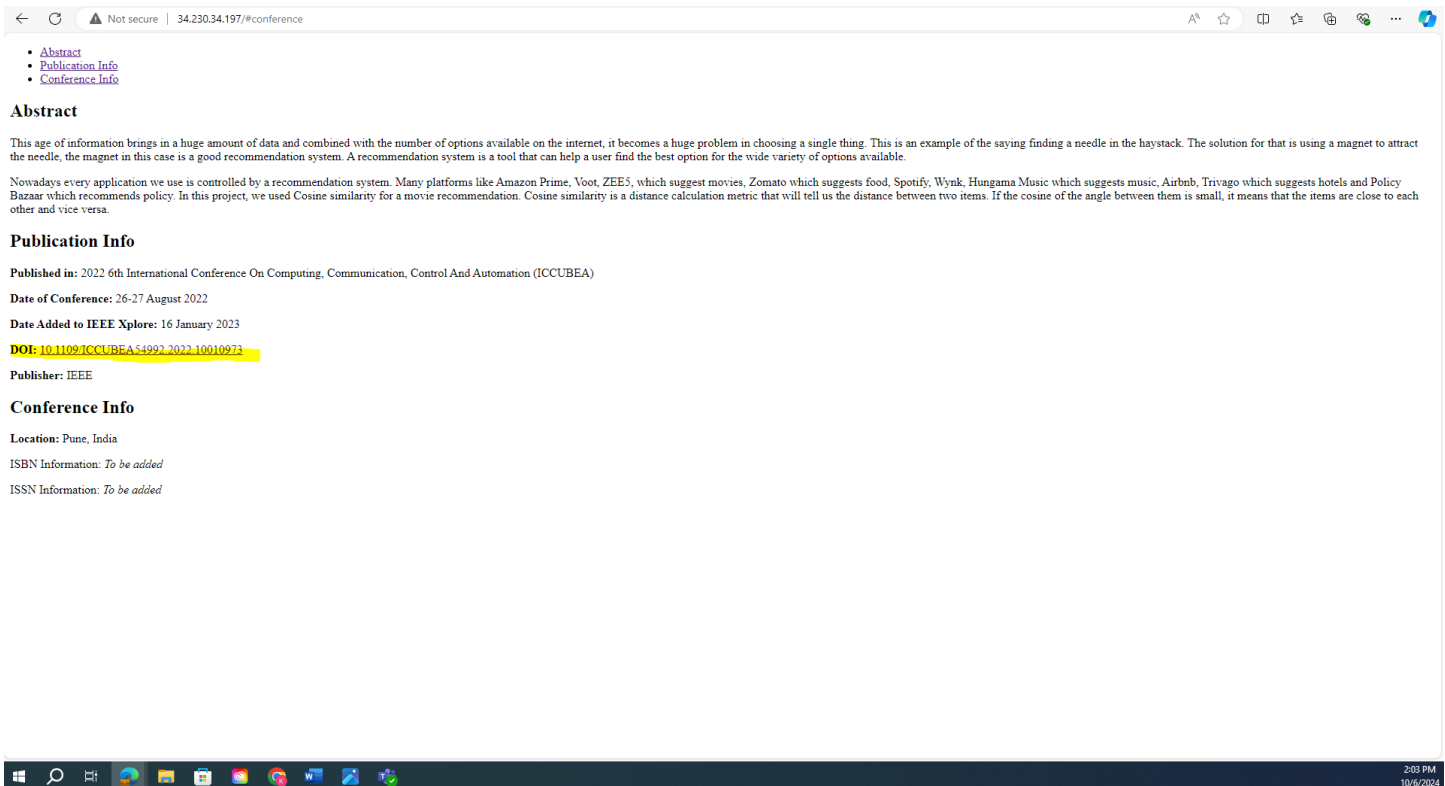 Not secure | 34.230.34.197/#conference
Abstract
Publication Info
Conference Info
Abstract
This age of information brings in a huge amount of data and combined with the number of options available on the internet, it becomes a huge problem in choosing a single thing. This is an example of the saying finding a needle in the haystack. The solution for that is using a magnet to attract
the needle, the magnet in this case is a good recommendation system. A recommendation system is a tool that can help a user find the best option for the wide variety of options available.
Nowadays every application we use is controlled by a recommendation system. Many platforms like Amazon Prime, Voot, ZEE5, which suggest movies, Zomato which suggests food, Spotify, Wynk, Hungama Music which suggests music, Airbnb, Trivago which suggests hotels and Policy
Bazaar which recommends policy. In this project, we used Cosine similarity for a movie recommendation. Cosine similarity is a distance calculation metric that will tell us the distance between two items. If the cosine of the angle between them is small, it means that the items are close to each
other and vice versa.
Publication Info
Published in: 2022 6th International Conference On Computing, Communication, Control And Automation (ICCUBEA)
Date of Conference: 26-27 August 2022
Date Added to IEEE Xplore: 16 January 2023
DOI: 10.1109/ICCUBEA54992.2022.10010973
Publisher: IEEE
Conference Info
Location: Pune, India
ISBN Information: To be added
ISSN Information: To be added
2:03 PM
10/6/2024